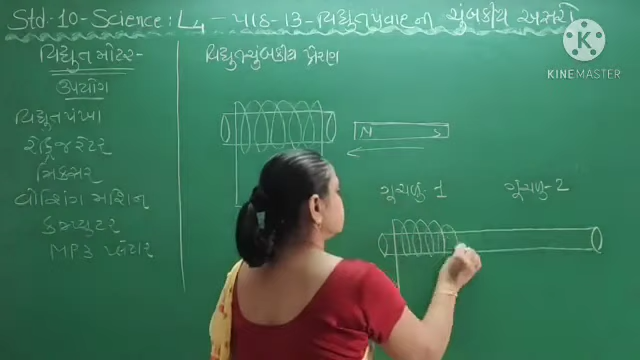 Std-10-Science: L4 - પાઠ-13-વિદ્યુતપ્રવાહની ચુંબકીય અસરો
વિદ્યુત મોટર-
ઉપયોગ
વિદ્યુત પંખા
રેફ્રિજરેટર
મિક્સર
વોશિંગ મશિન
કમ્પ્યુટર
MP3 પ્લેયર
વિદ્યુતચુંબકીય પ્રેરણ
N S
ગૂંચળુ-1 ગૂંચળુ-2
KINEMASTER